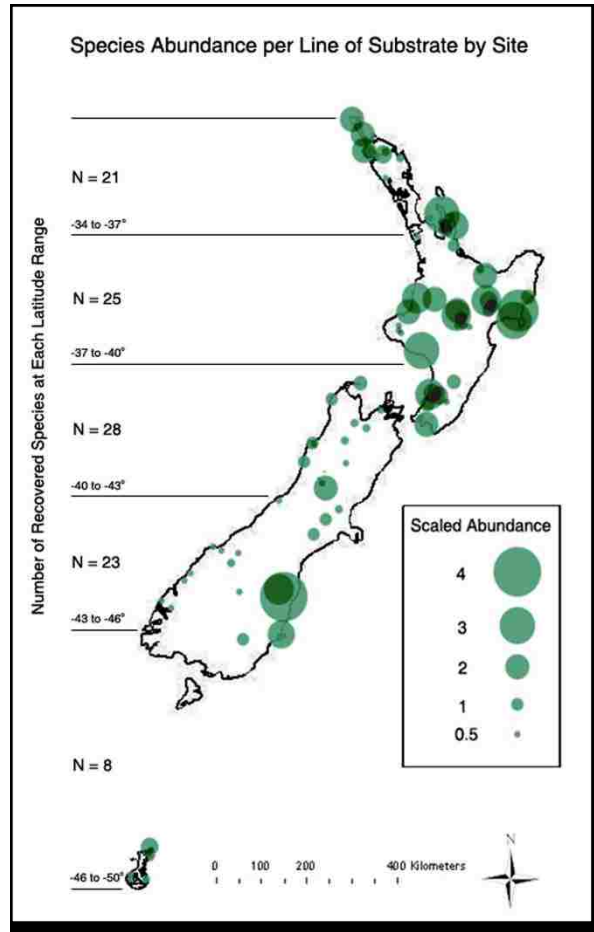 Species Abundance per Line of Substrate by Site
Number of Recovered Species at Each Latitude Range
N = 21
-34 to -37°
N = 25
-37 to -40°
N = 28
-40 to -43°
N = 23
-43 to -46°
N = 8
-46 to -50°
Scaled Abundance
4
3
2
1
0.5
0 100 200 400 Kilometers
N